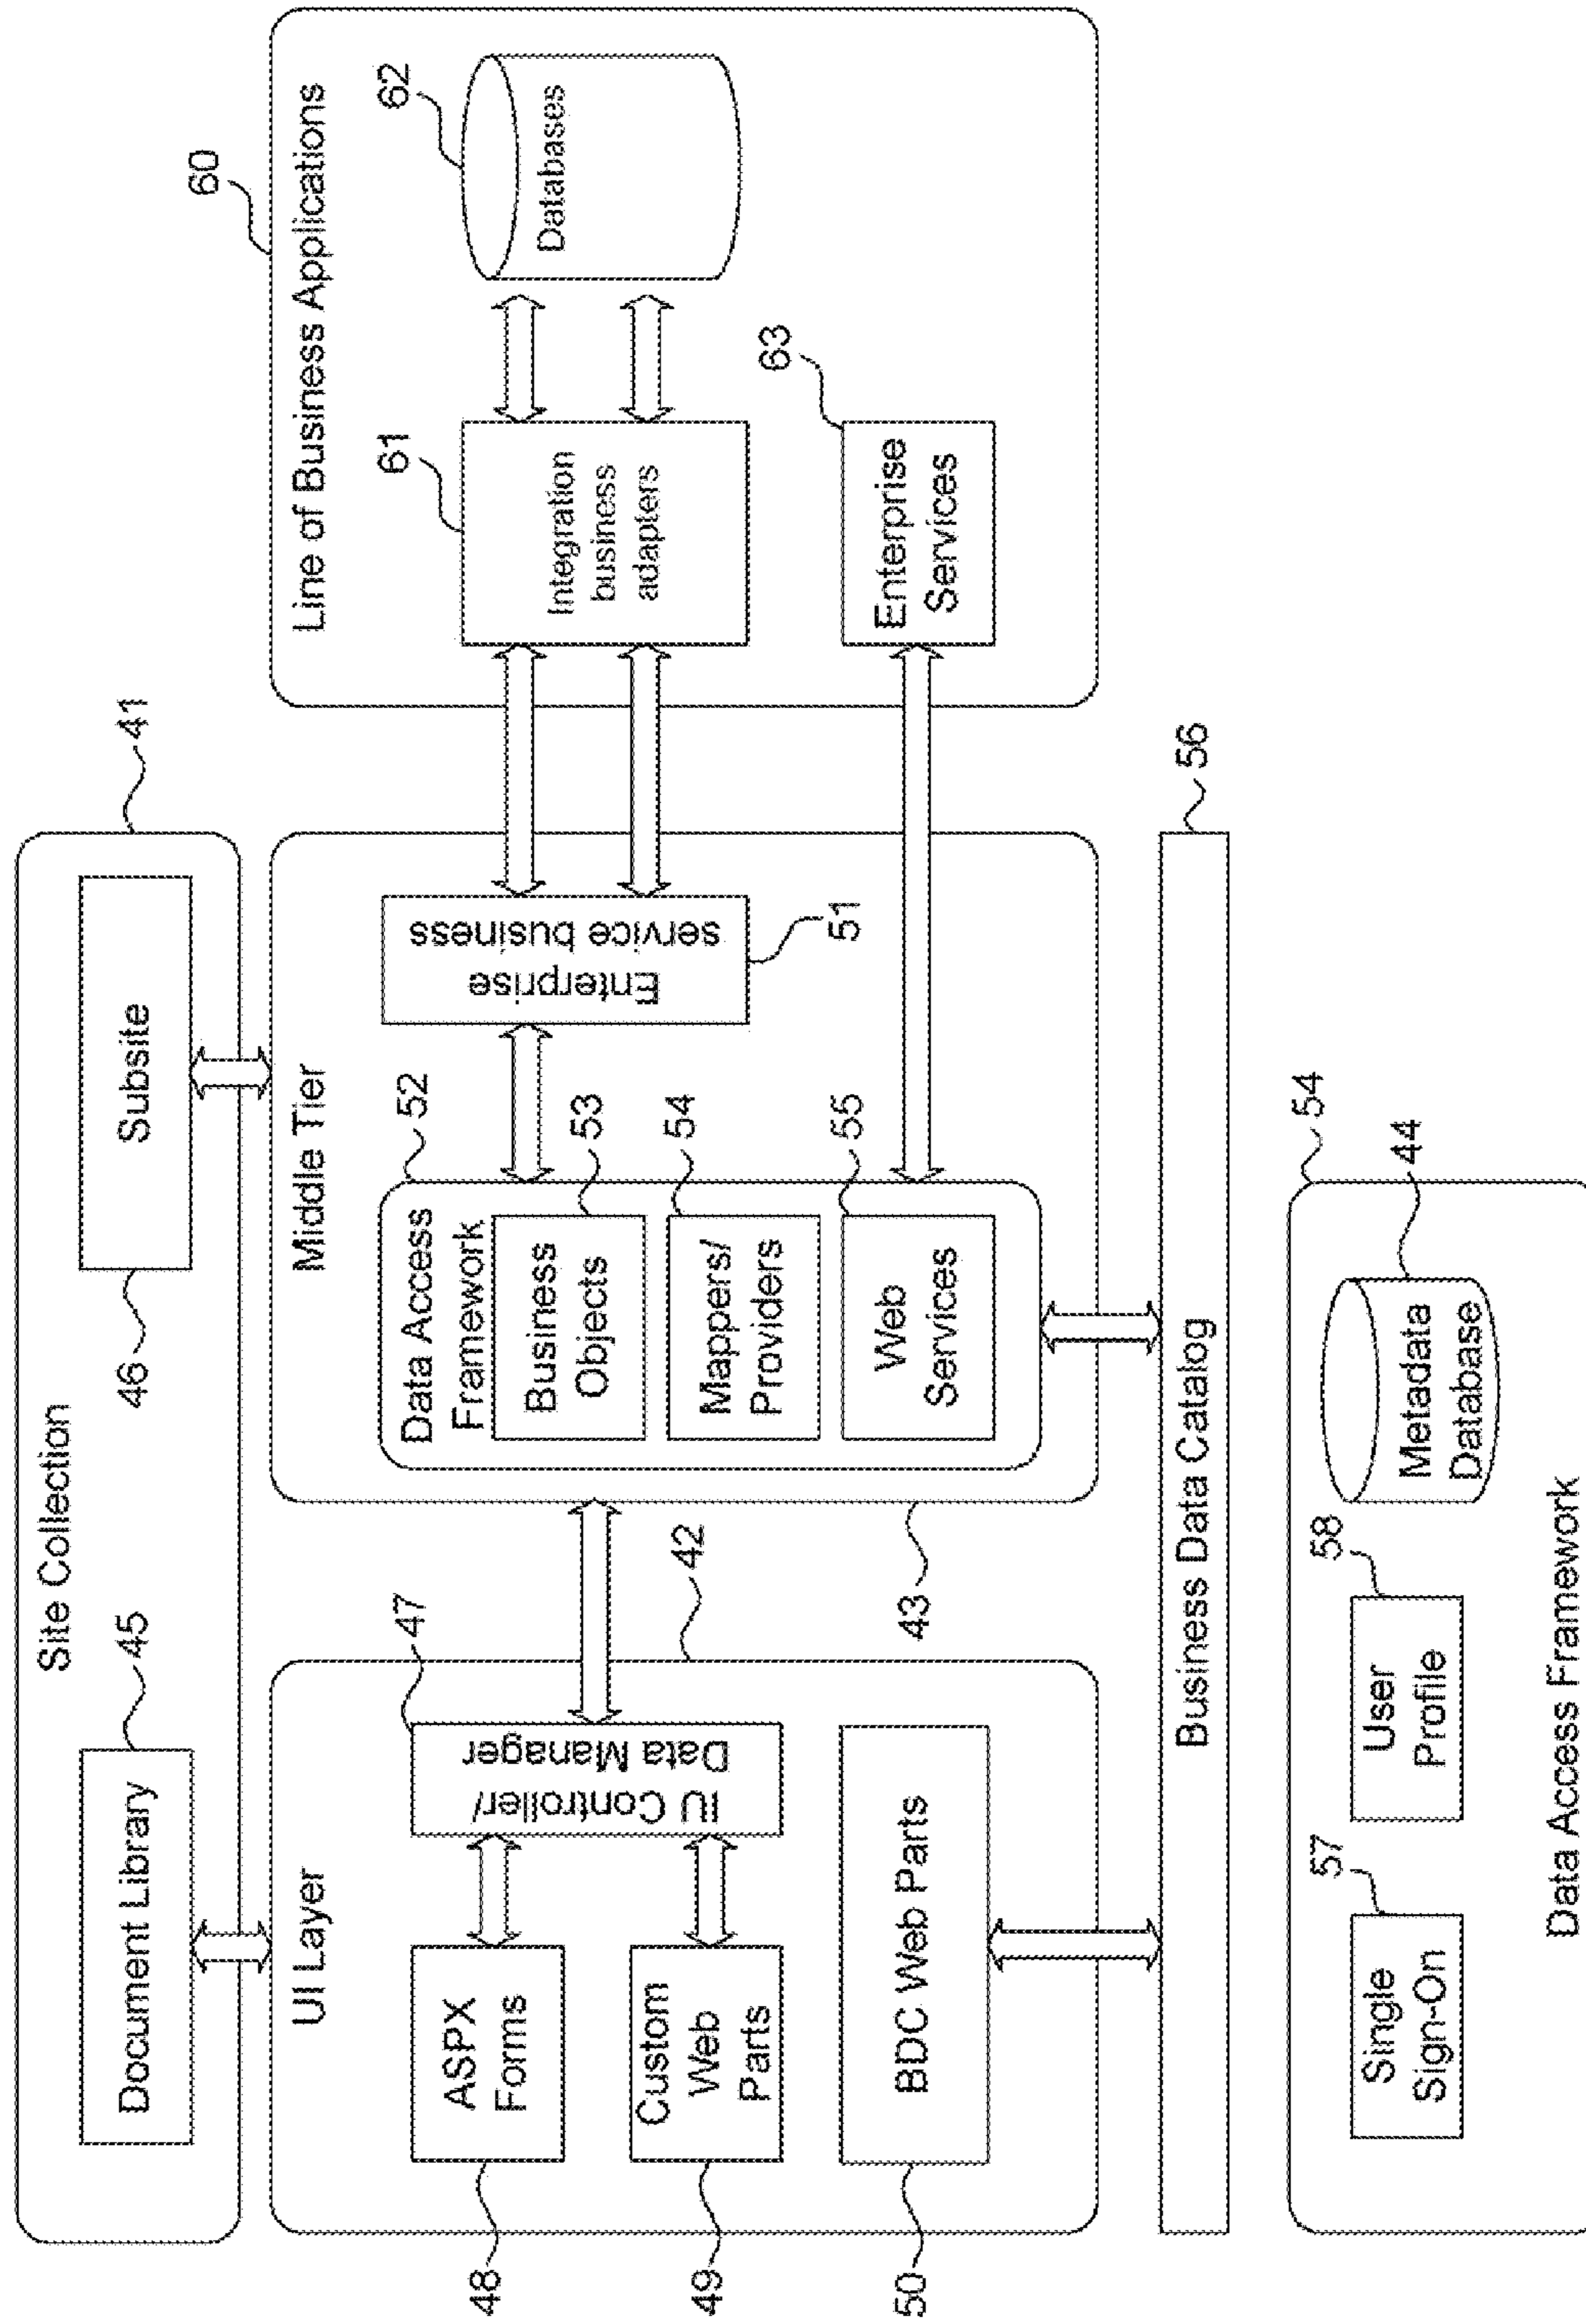 Site Collection
Document Library
45
Subsite
46
41
UI Layer
ASPX
Forms
48
Custom
Web
Parts
49
BDC Web Parts
50
IU Controller/
Data Manager
47
42
43
Middle Tier
Data Access
Framework
52
Business
Objects
53
Mappers/
Providers
54
Web
Services
55
Enterprise
service business
51
60
Line of Business Applications
Integration
business
adapters
61
Databases
62
Enterprise
Services
63
Business Data Catalog
56
Single
Sign-On
57
User
Profile
58
Metadata
Database
44
54
Data Access Framework